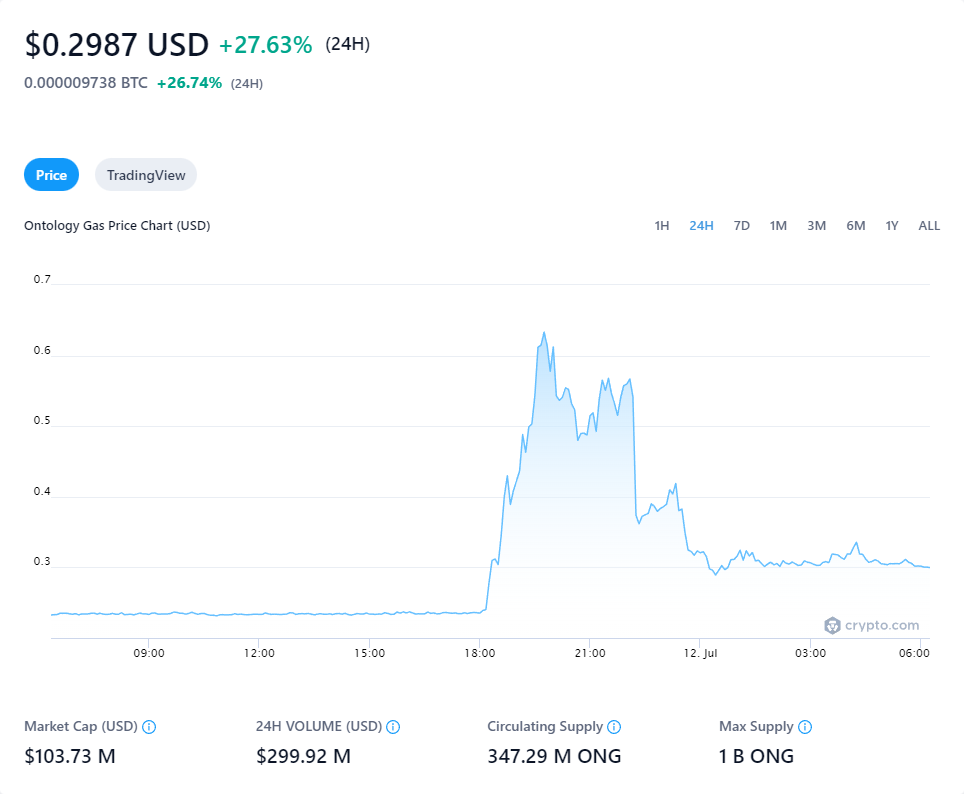 $0.2987 USD +27.63% (24H)
0.000009738 BTC +26.74% (24H)
Price TradingView
Ontology Gas Price Chart (USD) 1H 24H 7D 1M 3M 6M 1Y ALL
0.7
0.6
0.5
0.4
0.3
crypto.com
09:00 12:00 15:00 18:00 21:00 12. Jul 03:00 06:00
Market Cap (USD) 24H VOLUME (USD) Circulating Supply Max Supply
$103.73 M $299.92 M 347.29 M ONG 1 B ONG